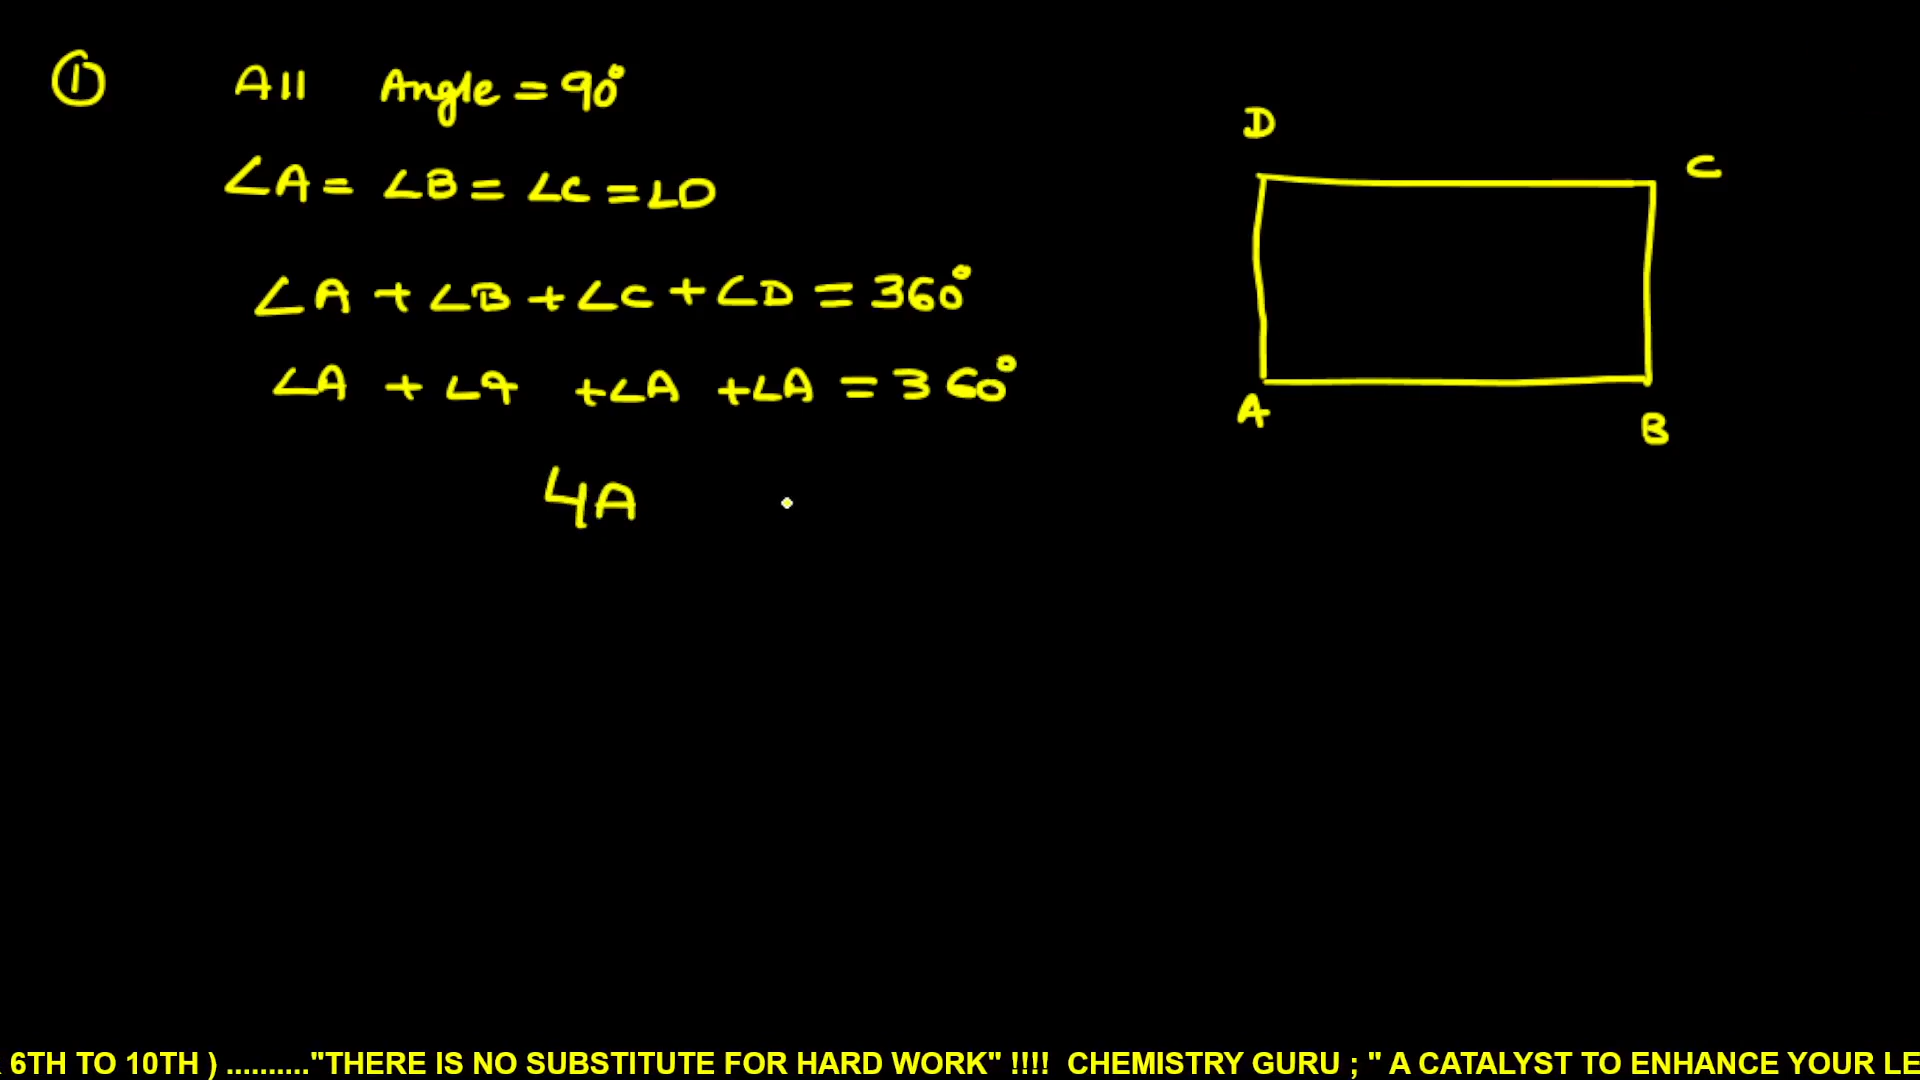 ① All Angle = 90°
∠A = ∠B = ∠C = ∠D
∠A + ∠B + ∠C + ∠D = 360°
∠A + ∠A + ∠A + ∠A = 360°
4A
D
C
A
B
6TH TO 10TH ) .........."THERE IS NO SUBSTITUTE FOR HARD WORK" !!!! CHEMISTRY GURU ; " A CATALYST TO ENHANCE YOUR LE